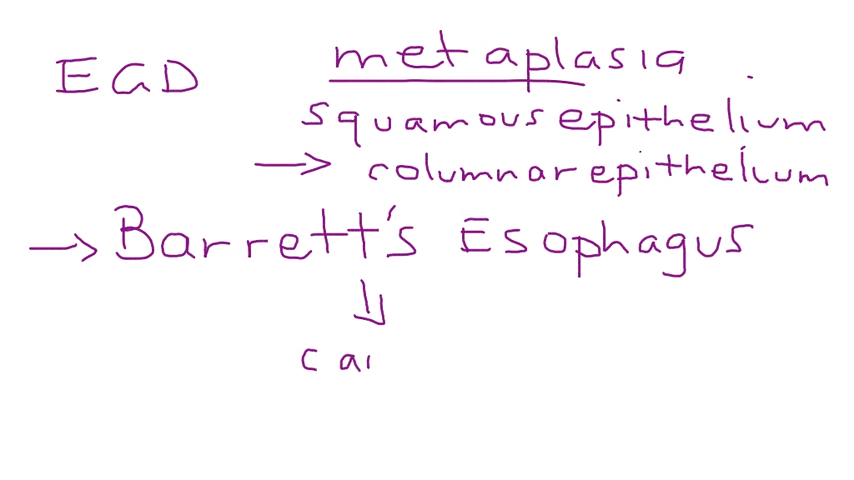 EGD metaplasia
squamous epithelium
→ columnar epithelium
→ Barrett's Esophagus
⇓
ca